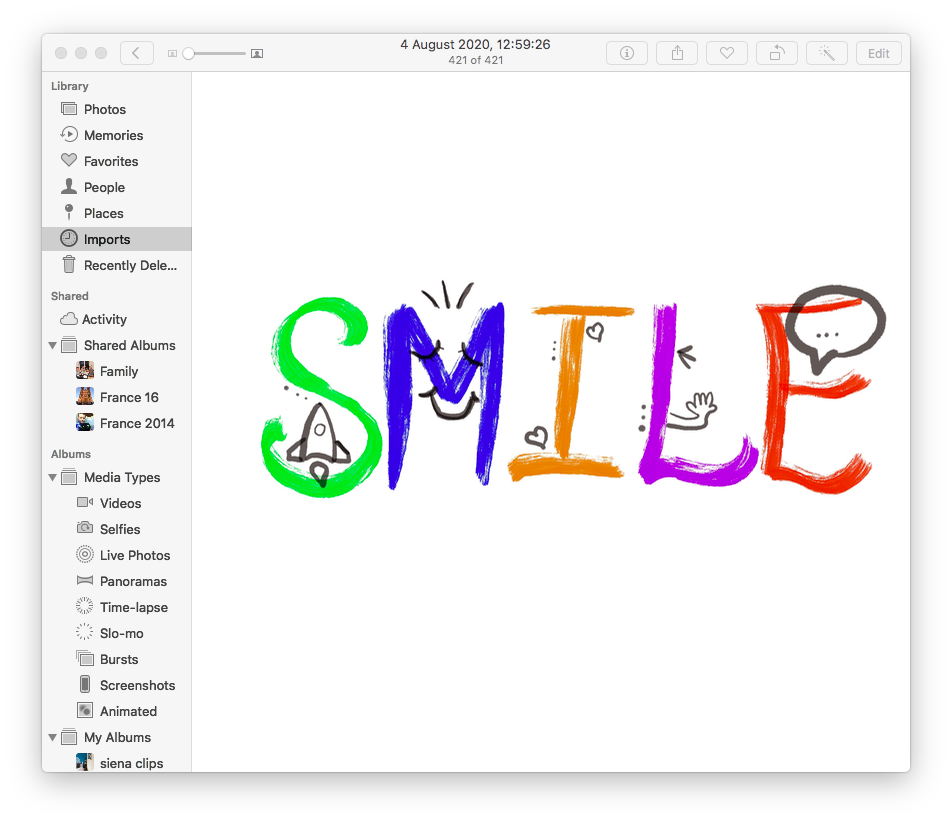 4 August 2020, 12:59:26
421 of 421
Edit
Library
Photos
Memories
Favorites
People
Places
Imports
Recently Dele...
Shared
Activity
Shared Albums
Family
France 16
France 2014
Albums
Media Types
Videos
Selfies
Live Photos
Panoramas
Time-lapse
Slo-mo
Bursts
Screenshots
Animated
My Albums
siena clips
SMILE